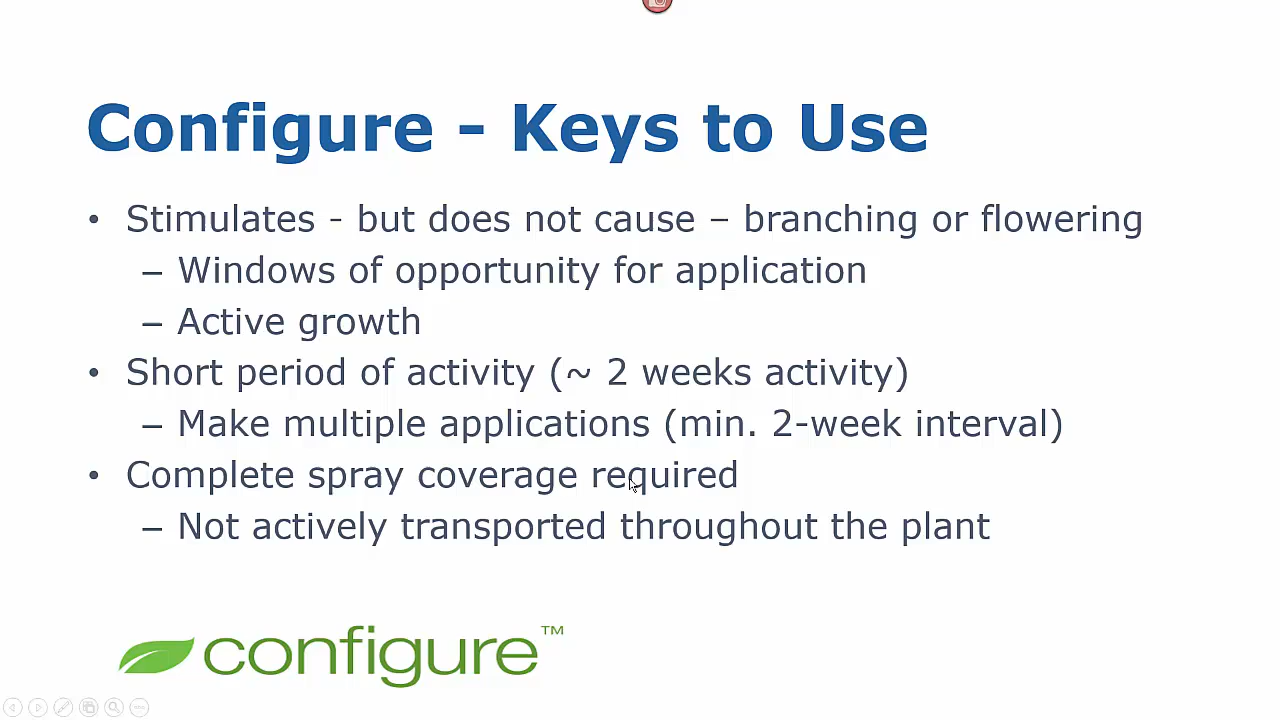 Configure - Keys to Use
• Stimulates - but does not cause – branching or flowering
– Windows of opportunity for application
– Active growth
• Short period of activity (~ 2 weeks activity)
– Make multiple applications (min. 2-week interval)
• Complete spray coverage required
– Not actively transported throughout the plant
configure™